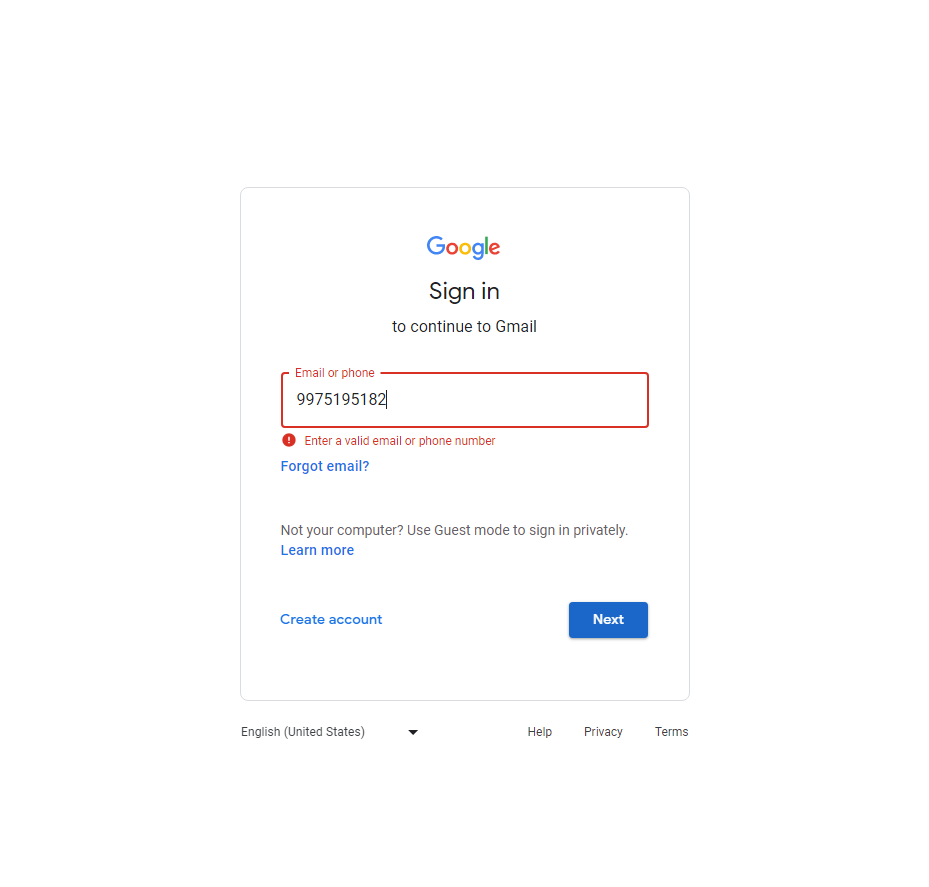 Google
Sign in
to continue to Gmail
Email or phone
9975195182
Enter a valid email or phone number
Forgot email?
Not your computer? Use Guest mode to sign in privately.
Learn more
Create account Next
English (United States) Help Privacy Terms